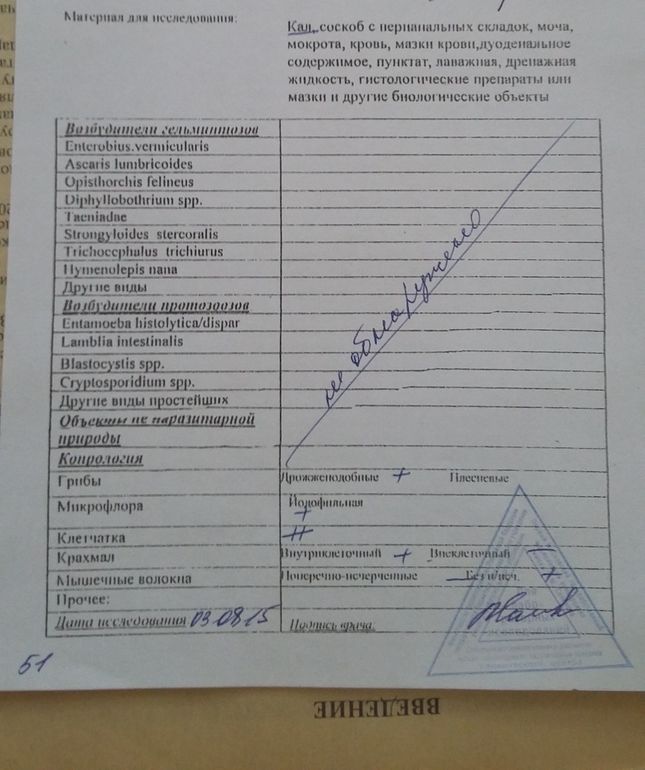 Материал для исследования:
Кал, соскоб с перианальных складок, моча,
мокрота, кровь, мазки крови,дуоденальное
содержимое, пунктат, лаважная, дренажная
жидкость, гистологические препараты или
мазки и другие биологические объекты
Возбудители гельминтозов
Enterobius.vermicularis
Ascaris lumbricoides
Opisthorchis felineus
Diphyllobothrium spp.
Taeniadae
Strongyloides stercoralis
Trichocephalus trichiurus
Hymenolepis nana
Другие виды
Возбудители протозоозов
Entamoeba histolytica/dispar
Lamblia intestinalis
Blastocystis spp.
Cryptosporidium spp.
Другие виды простейших
не обнаружено
Объекты не паразитарной
природы
Копрология
Грибы Дрожжеподобные + Плесневые
Микрофлора Йодофильная
+
Клетчатка ++
Крахмал Внутриклеточный + Внеклеточный +
Мышечные волокна Поперечно-исчерченные – Без и/исч. +
Прочее:
Дата исследования 03.08.15 Подпись врача:
51
ВВЕДЕНИЕ